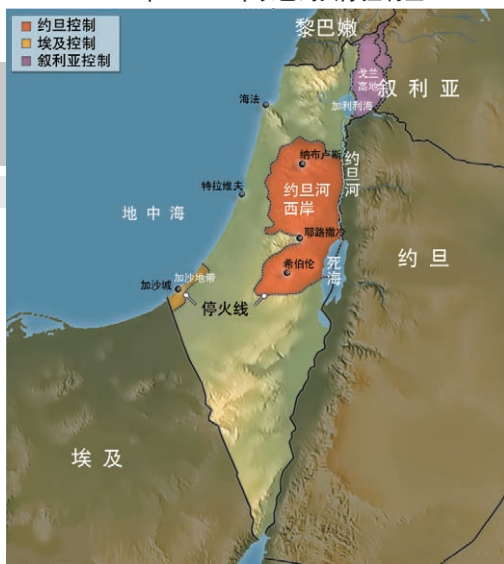 约旦控制
埃及控制
叙利亚控制
黎巴嫩
戈兰
高地
叙利亚
加利利海
海法
纳布卢斯
约旦河
特拉维夫
约旦河
西岸
地中海
耶路撒冷
约旦
希伯伦
死海
加沙地带
加沙城
停火线
埃及